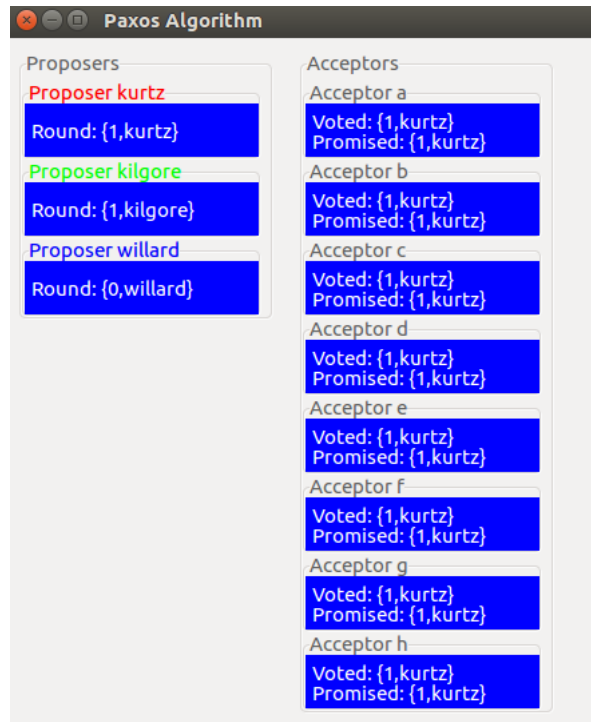 Paxos Algorithm
Proposers
Proposer kurtz
Round: {1,kurtz}
Proposer kilgore
Round: {1,kilgore}
Proposer willard
Round: {0,willard}
Acceptors
Acceptor a
Voted: {1,kurtz}
Promised: {1,kurtz}
Acceptor b
Voted: {1,kurtz}
Promised: {1,kurtz}
Acceptor c
Voted: {1,kurtz}
Promised: {1,kurtz}
Acceptor d
Voted: {1,kurtz}
Promised: {1,kurtz}
Acceptor e
Voted: {1,kurtz}
Promised: {1,kurtz}
Acceptor f
Voted: {1,kurtz}
Promised: {1,kurtz}
Acceptor g
Voted: {1,kurtz}
Promised: {1,kurtz}
Acceptor h
Voted: {1,kurtz}
Promised: {1,kurtz}